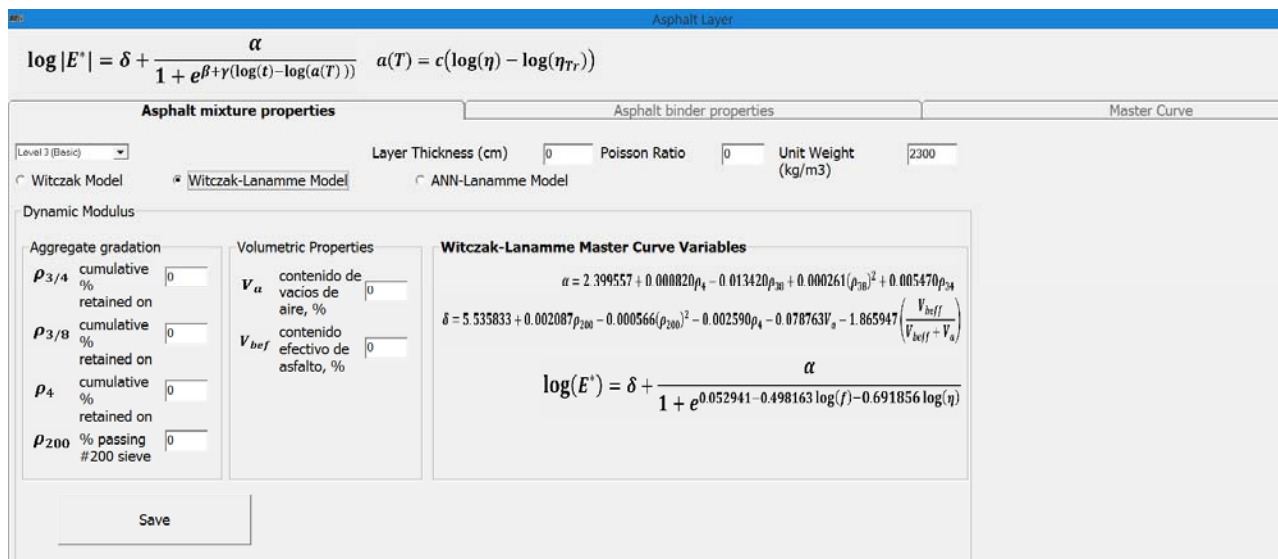 Asphalt Layer
log|E*| = δ + α / (1 + e^(β+γ(log(t)−log(a(T))))) a(T) = c(log(η) − log(η_Tr))
Asphalt mixture properties Asphalt binder properties Master Curve
Level 3 (Basic) Layer Thickness (cm) 0 Poisson Ratio 0 Unit Weight (kg/m3) 2300
Witczak Model Witczak-Lanamme Model ANN-Lanamme Model
Dynamic Modulus
Aggregate gradation
ρ3/4 cumulative % retained on 0
ρ3/8 cumulative % retained on 0
ρ4 cumulative % retained on 0
ρ200 % passing #200 sieve 0
Volumetric Properties
Va contenido de vacios de aire, % 0
Vbef contenido efectivo de asfalto, % 0
Witczak-Lanamme Master Curve Variables
α = 2.399557 + 0.000820ρ4 − 0.013420ρ38 + 0.000261(ρ38)² + 0.005470ρ34
δ = 5.535833 + 0.002087ρ200 − 0.000566(ρ200)² − 0.002590ρ4 − 0.078763Va − 1.865947(Vbeff / (Vbeff + Va))
log(E*) = δ + α / (1 + e^(0.052941−0.498163 log(f)−0.691856 log(η)))
Save